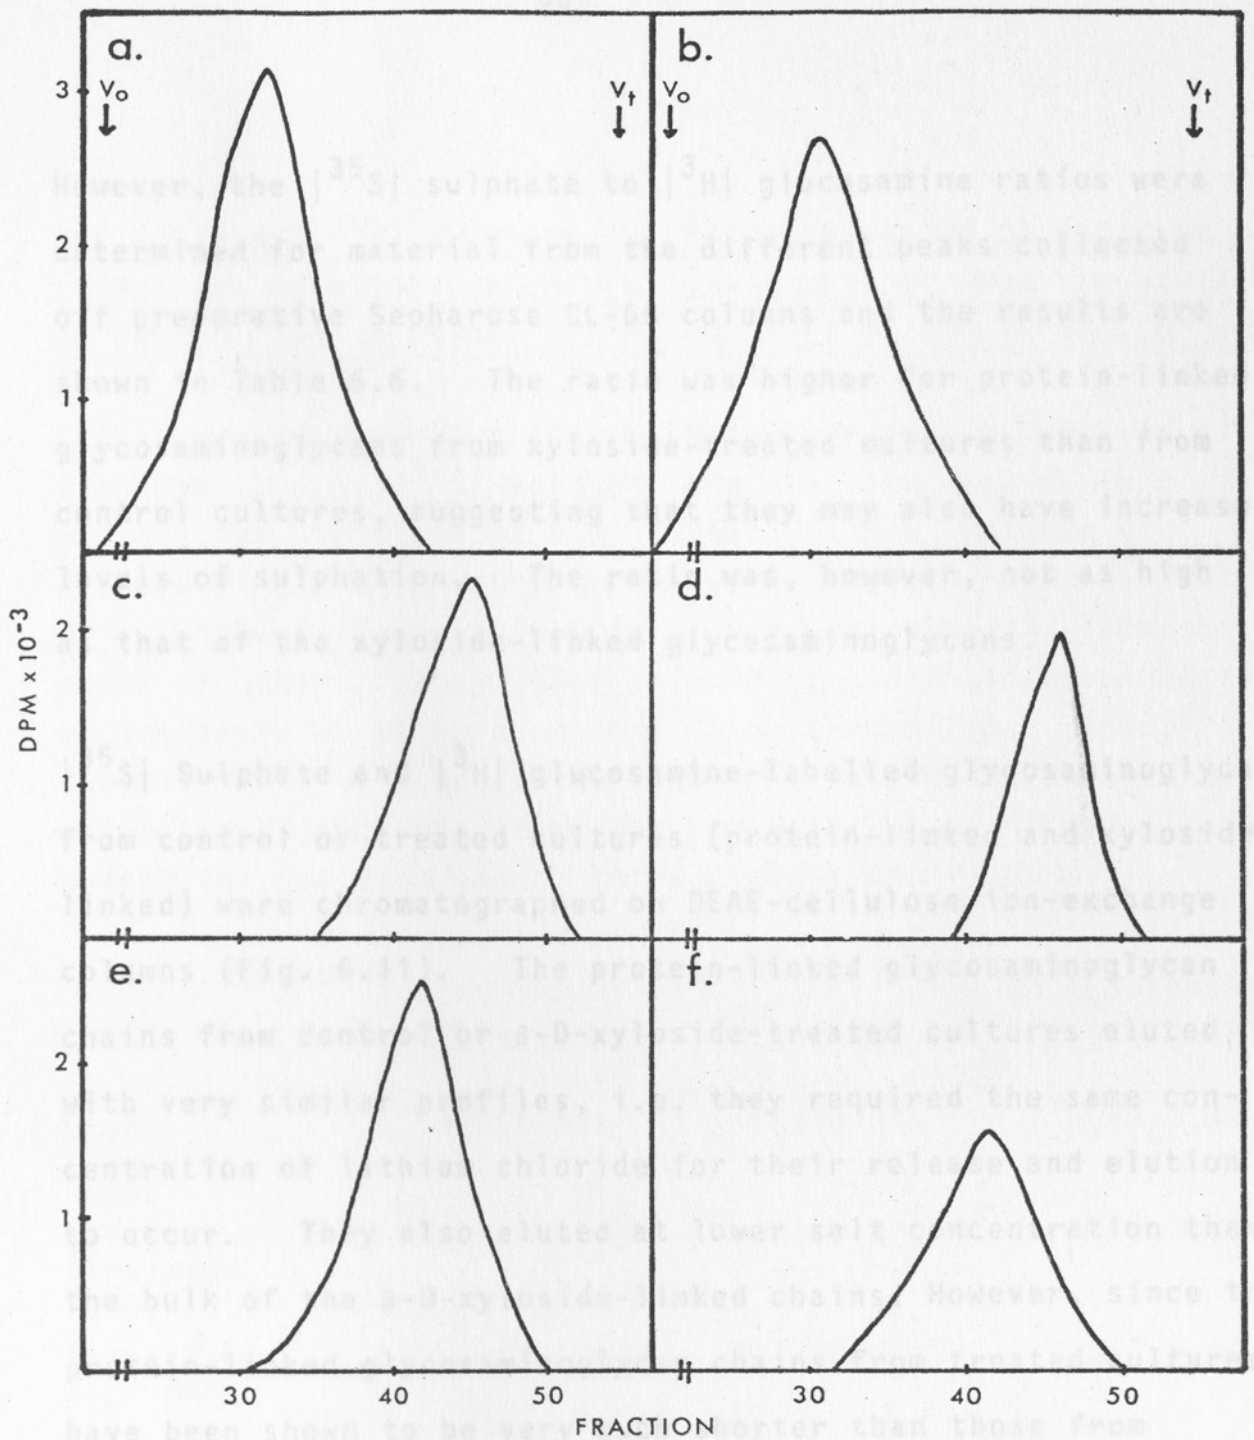 a.
b.
3
V₀
Vₜ
V₀
Vₜ
However, the |³⁵S| sulphate to |³H| glucosamine ratios were
2
determined for material from the different peaks collected
off preparative Sepharose CL-6B columns and the results are
shown in Table 6.6. The ratio was higher for protein-linked
1
glycosaminoglycans from xyloside-treated cultures than from
control cultures, suggesting that they may also have increase
levels of sulphation. The ratio was, however, not as high
c.
d.
2
as that of the xyloside-linked glycosaminoglycans.
DPM x 10⁻³
|³⁵S| Sulphate and |³H| glucosamine-labelled glycosaminoglyca
1
from control or treated cultures (protein-linked and xyloside
linked) were chromatographed on DEAE-cellulose ion-exchange
columns (Fig. 6.11). The protein-linked glycosaminoglycan
e.
f.
chains from control or β-D-xyloside-treated cultures eluted
2
with very similar profiles, i.e. they required the same con-
centration of lithium chloride for their release and elution
1
to occur. They also eluted at lower salt concentration tha
the bulk of the β-D-xyloside-linked chains. However, since t
protein-linked glycosaminoglycan chains from treated culture
30 40 50 30 40 50
FRACTION
have been shown to be very much shorter than those from